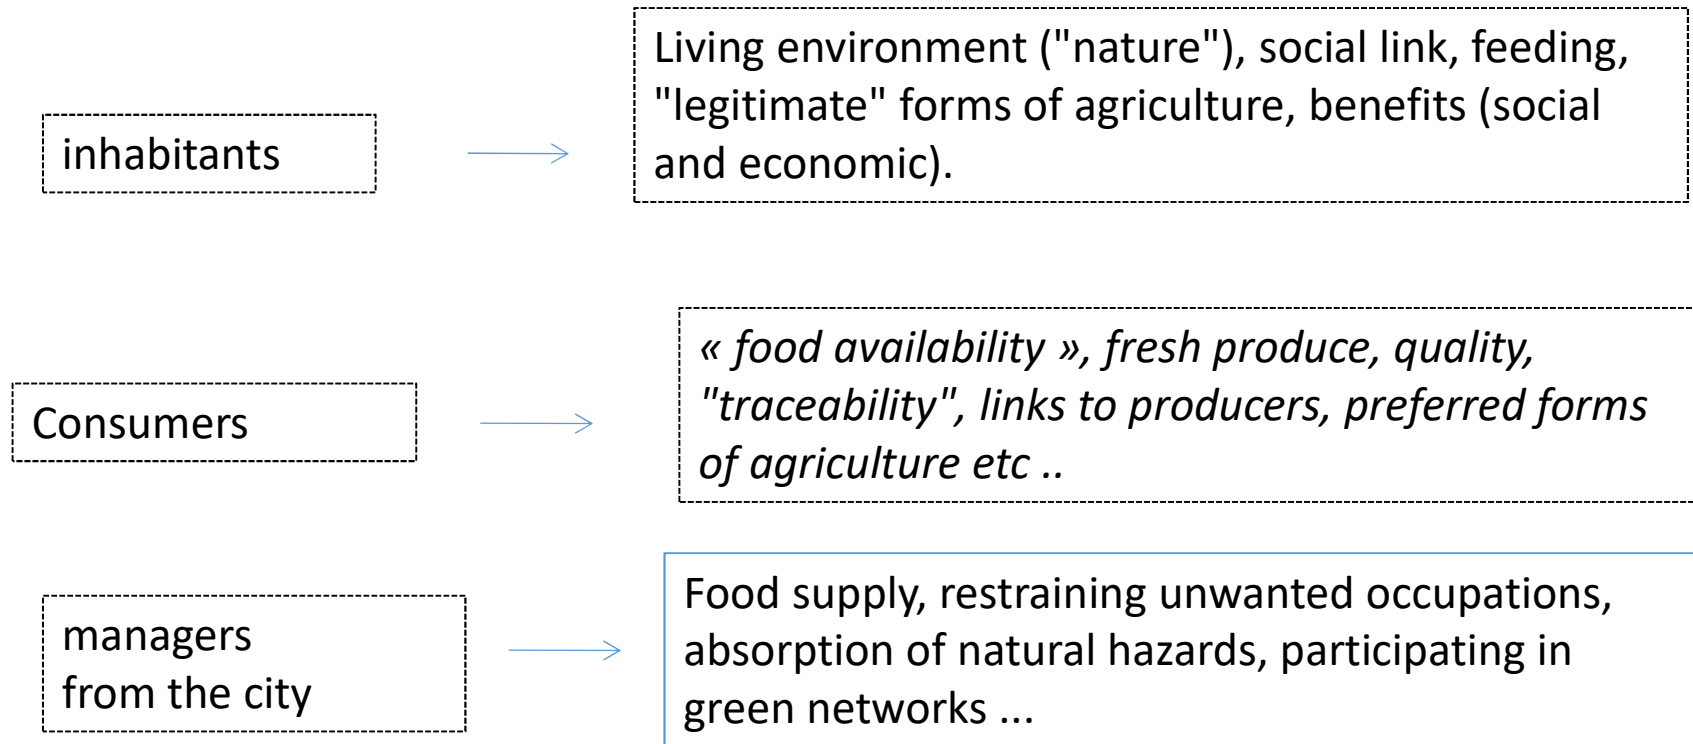 Living environment ("nature"), social link, feeding,
"legitimate" forms of agriculture, benefits (social
and economic).
inhabitants
« food availability », fresh produce, quality,
"traceability", links to producers, preferred forms
of agriculture etc ..
Consumers
Food supply, restraining unwanted occupations,
absorption of natural hazards, participating in
green networks ...
managers
from the city